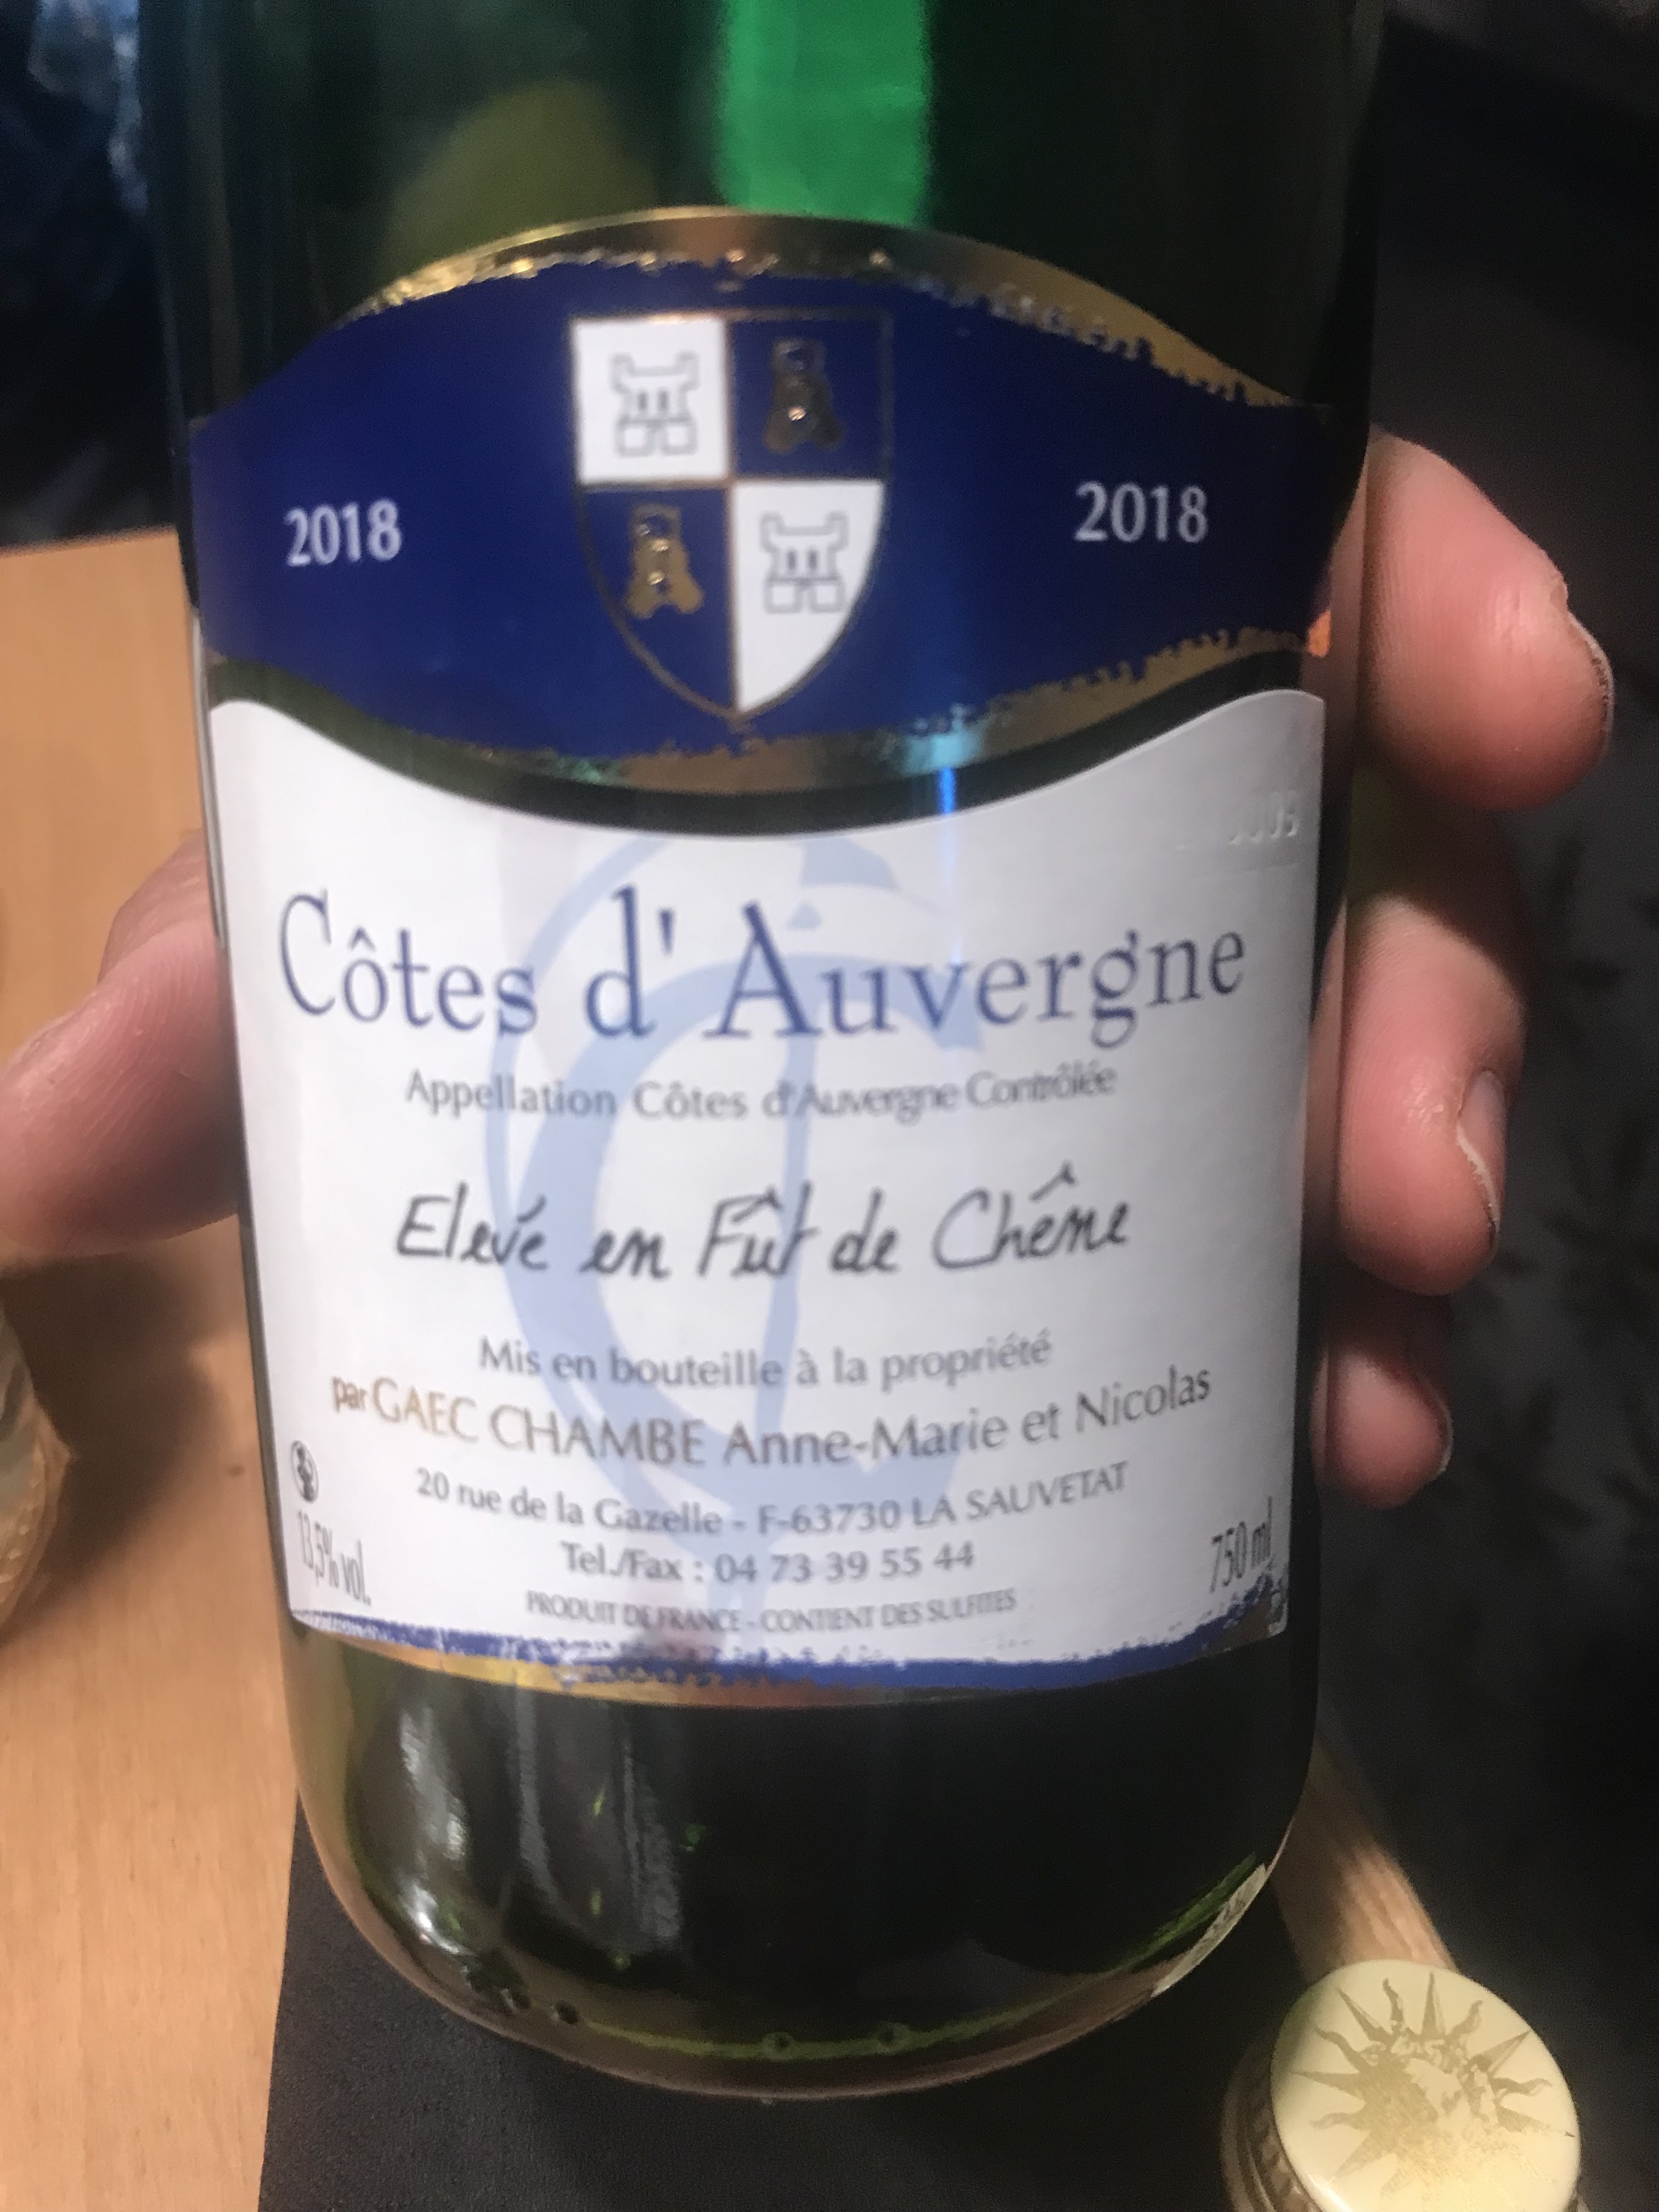 2018
2018
Côtes d'Auvergne
Appellation Côtes d'Auvergne Contrôlée
Elevé en Fût de Chêne
Mis en bouteille à la propriété
par GAEC CHAMBE Anne-Marie et Nicolas
20 rue de la Gazelle - F-63730 LA SAUVETAT
Tel./Fax : 04 73 39 55 44
13,5% vol.
750 ml
PRODUIT DE FRANCE - CONTIENT DES SULFITES